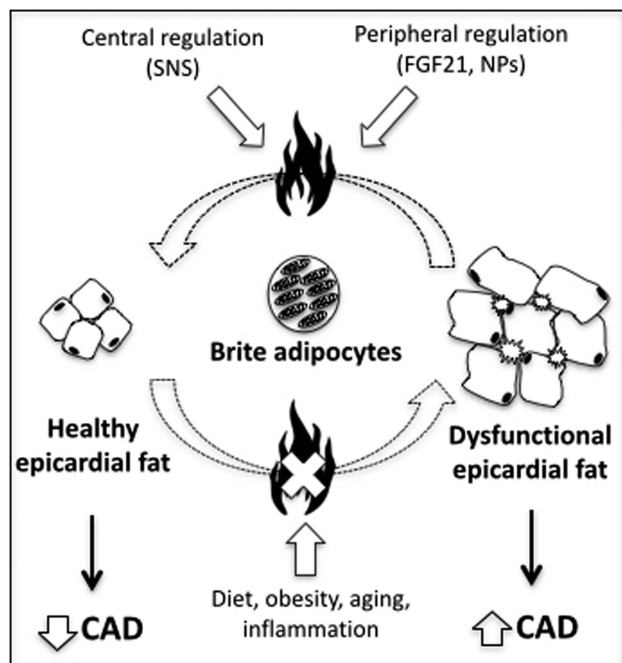 Central regulation
(SNS)
Peripheral regulation
(FGF21, NPs)
Brite adipocytes
Healthy
epicardial fat
Dysfunctional
epicardial fat
Diet, obesity, aging,
inflammation
CAD
CAD